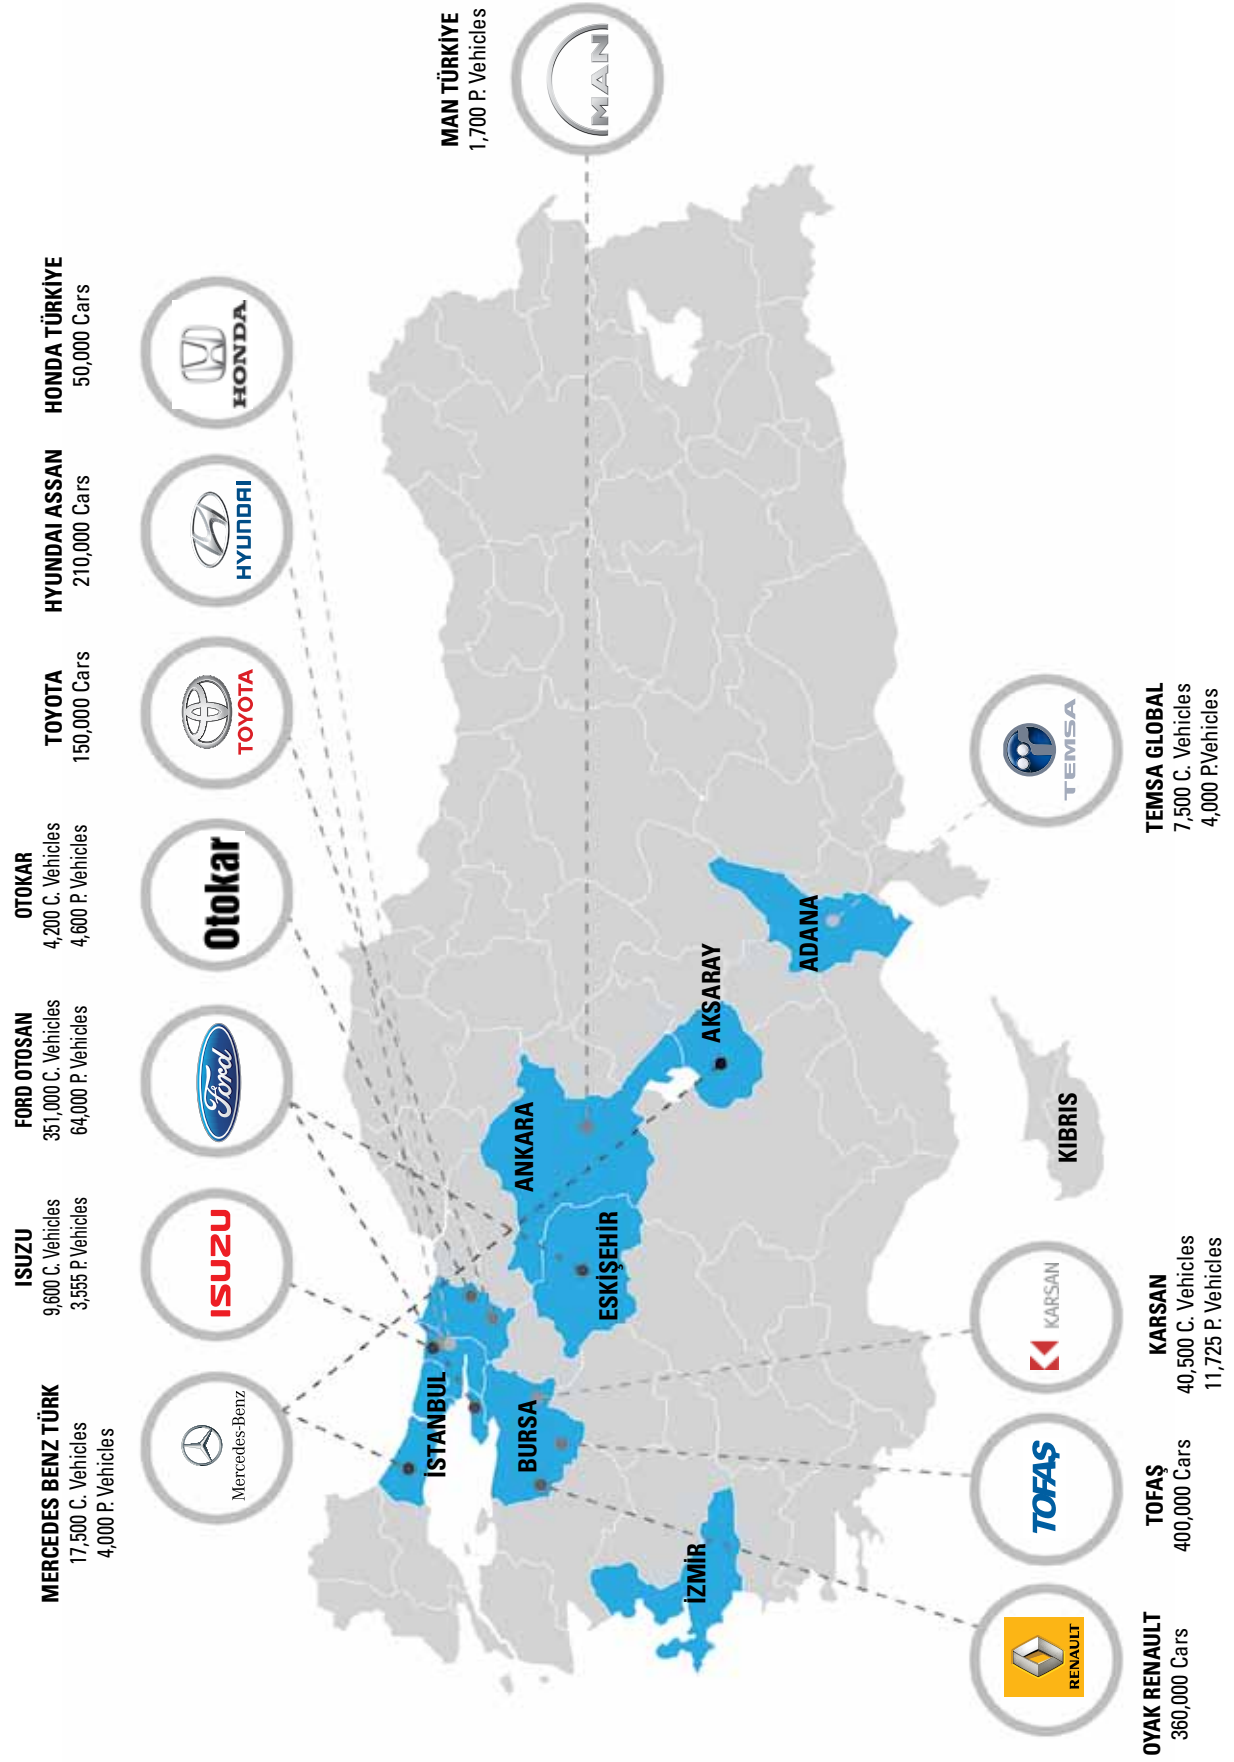 MERCEDES BENZ TÜRK
17,500 C. Vehicles
4,000 P. Vehicles
Mercedes-Benz
ISUZU
9,600 C. Vehicles
3,555 P. Vehicles
ISUZU
FORD OTOSAN
351,000 C. Vehicles
64,000 P. Vehicles
Ford
OTOKAR
4,200 C. Vehicles
4,600 P. Vehicles
Otokar
TOYOTA
150,000 Cars
TOYOTA
HYUNDAI ASSAN
210,000 Cars
HYUNDAI
HONDA TÜRKİYE
50,000 Cars
HONDA
MAN TÜRKİYE
1,700 P. Vehicles
MAN
İSTANBUL
BURSA
ANKARA
ESKİŞEHİR
İZMİR
AKSARAY
ADANA
KIBRIS
RENAULT
OYAK RENAULT
360,000 Cars
TOFAŞ
TOFAŞ
400,000 Cars
KARSAN
KARSAN
40,500 C. Vehicles
11,725 P. Vehicles
TEMSA
TEMSA GLOBAL
7,500 C. Vehicles
4,000 P.Vehicles